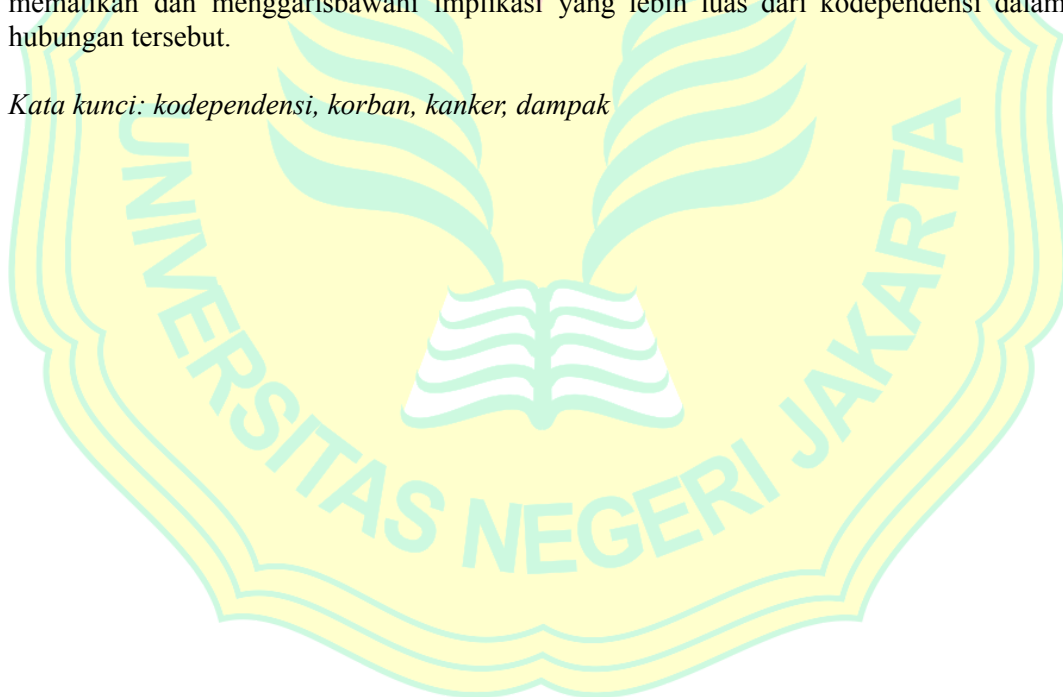 mematikan dan menggarisbawahi implikasi yang lebih luas dari kodependensi dalam
hubungan tersebut.
Kata kunci: kodependensi, korban, kanker, dampak
UNIVERSITAS NEGERI JAKARTA